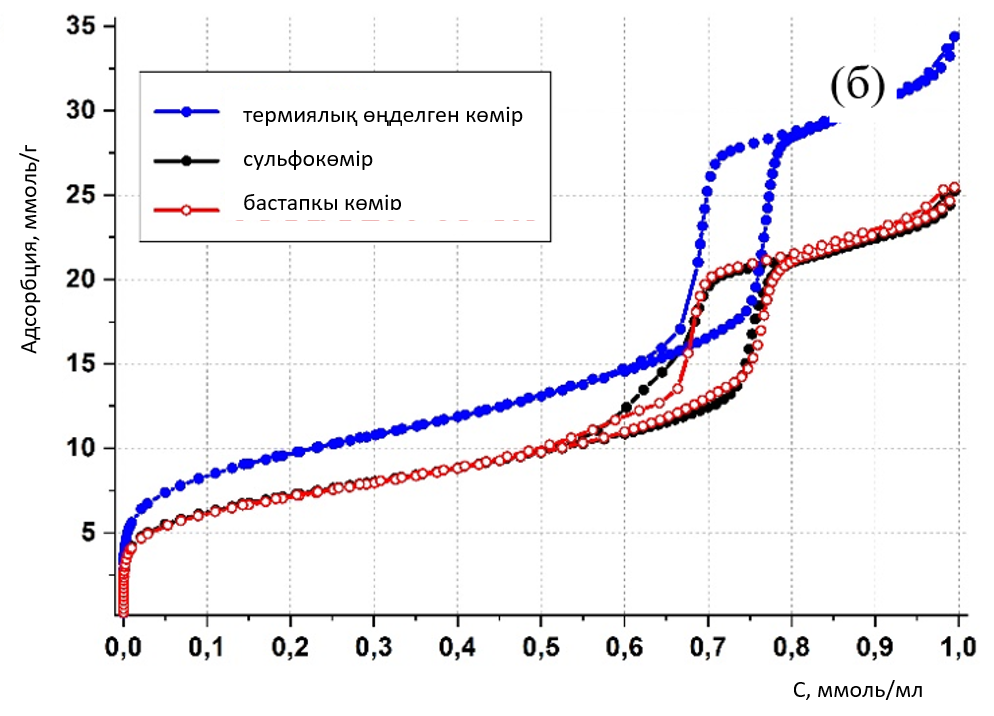 35
30
25
20
15
10
5
Адсорбция, ммоль/г
(б)
термиялық өңделген көмір
сульфокөмір
бастапкы көмір
0,0 0,1 0,2 0,3 0,4 0,5 0,6 0,7 0,8 0,9 1,0
С, ммоль/мл